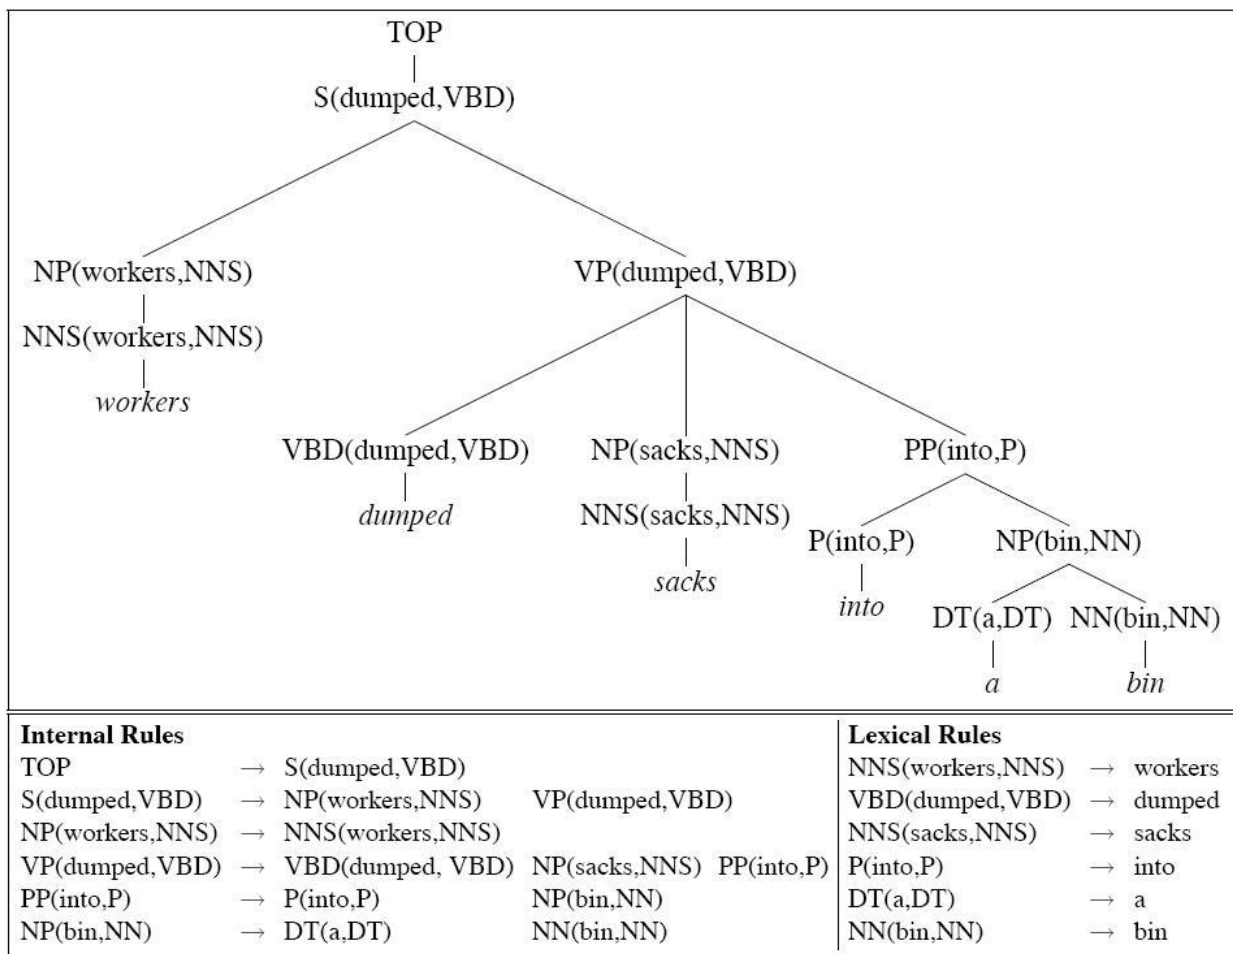 TOP
S(dumped,VBD)
NP(workers,NNS) VP(dumped,VBD)
NNS(workers,NNS)
workers
VBD(dumped,VBD) NP(sacks,NNS) PP(into,P)
dumped NNS(sacks,NNS)
P(into,P) NP(bin,NN)
sacks
into
DT(a,DT) NN(bin,NN)
a bin
Internal Rules
TOP → S(dumped,VBD)
S(dumped,VBD) → NP(workers,NNS) VP(dumped,VBD)
NP(workers,NNS) → NNS(workers,NNS)
VP(dumped,VBD) → VBD(dumped, VBD) NP(sacks,NNS) PP(into,P)
PP(into,P) → P(into,P) NP(bin,NN)
NP(bin,NN) → DT(a,DT) NN(bin,NN)
Lexical Rules
NNS(workers,NNS) → workers
VBD(dumped,VBD) → dumped
NNS(sacks,NNS) → sacks
P(into,P) → into
DT(a,DT) → a
NN(bin,NN) → bin